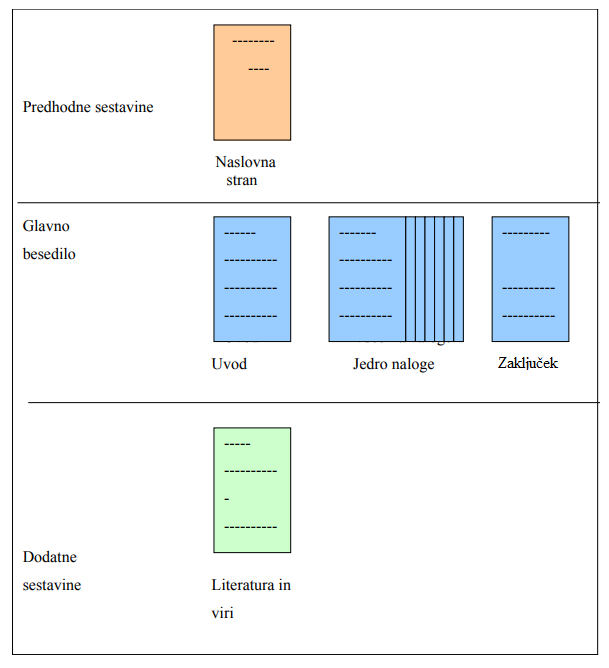 Predhodne sestavine
Naslovna
stran
Glavno
besedilo
Uvod
Jedro naloge
Zaključek
Dodatne
sestavine
Literatura in
viri